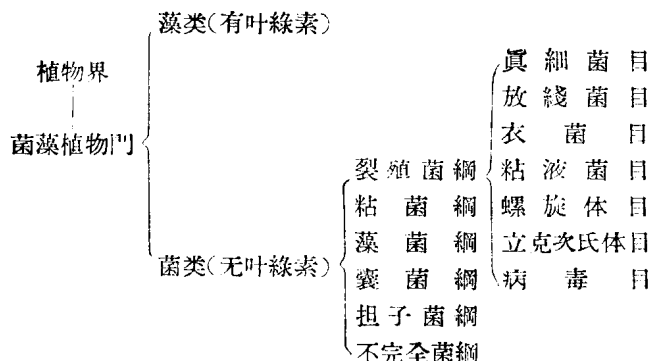 藻类(有叶綠素)
植物界
菌藻植物門
菌类(无叶綠素)
裂殖菌綱
粘菌綱
藻菌綱
囊菌綱
担子菌綱
不完全菌綱
眞細菌目
放綫菌目
衣菌目
粘液菌目
螺旋体目
立克次氏体目
病毒目